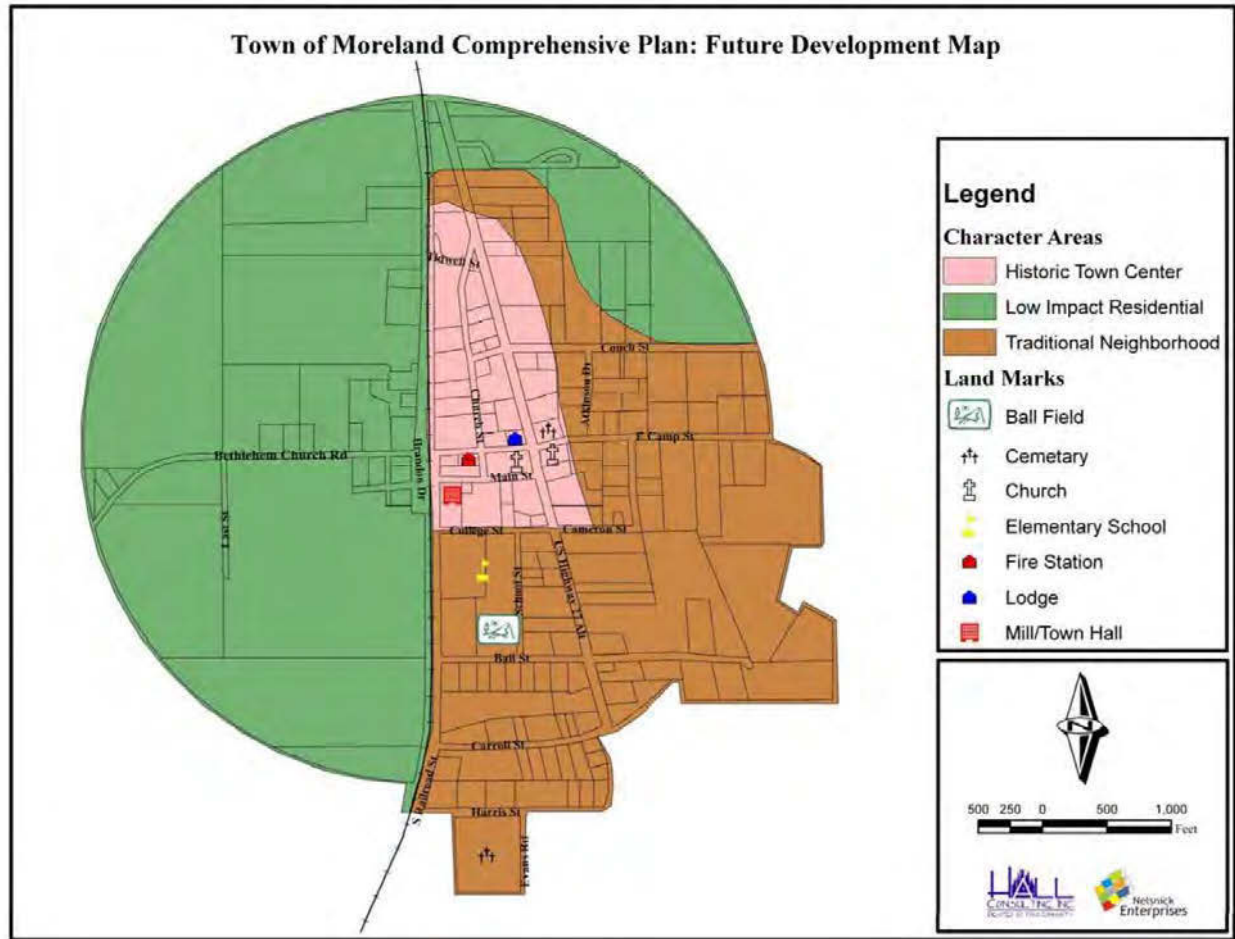 Town of Moreland Comprehensive Plan: Future Development Map
Legend
Character Areas
Historic Town Center
Low Impact Residential
Traditional Neighborhood
Land Marks
Ball Field
Cemetary
Church
Elementary School
Fire Station
Lodge
Mill/Town Hall
Couch St
Atkinson Dr
Church St
E Camp St
Bethlehem Church Rd
Brandon Dr
Main St
College St
Cameron St
East St
School St
US Highway 27 Alt
Ball St
Carroll St
S Railroad St
Harris St
Evans Rd
N
500 250 0 500 1,000
Feet
HALL
CONSULTING INC
Netsnick
Enterprises